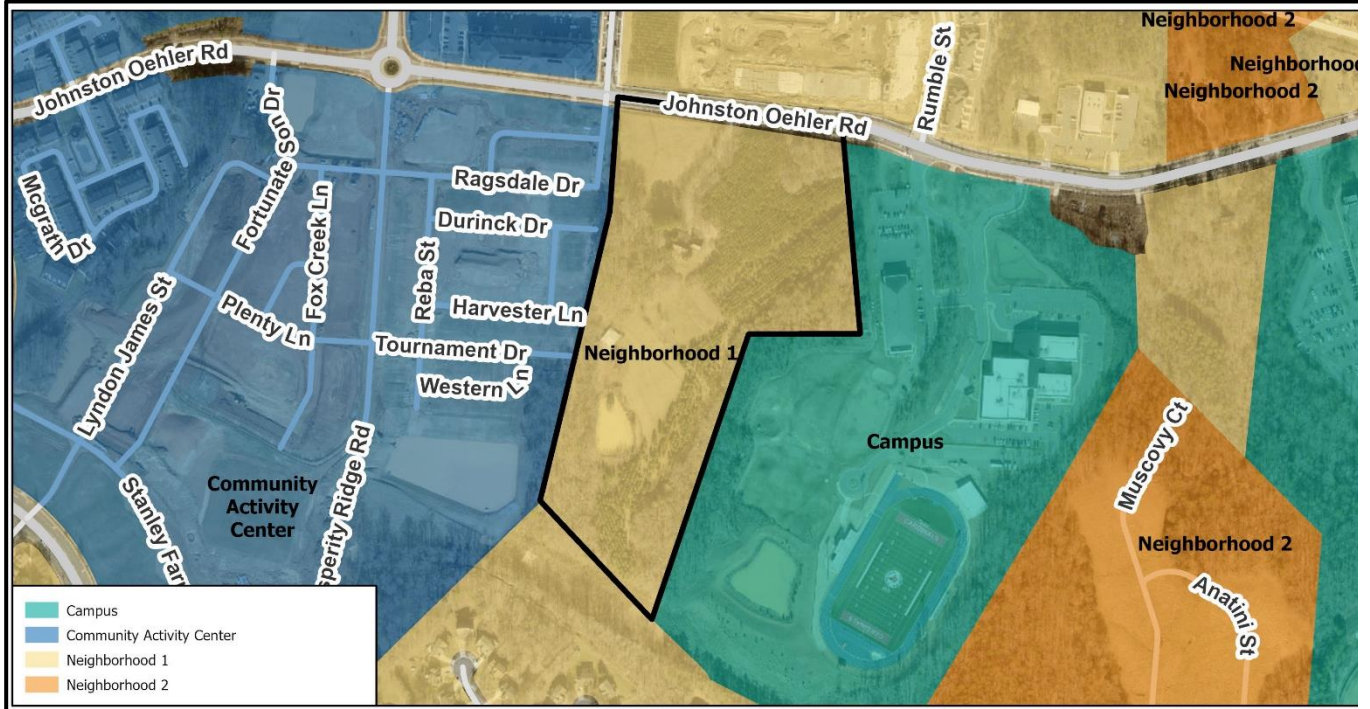 Neighborhood 2
Neighborhood
Neighborhood 2
Johnston Oehler Rd
Johnston Oehler Rd
Rumble St
Fortunate Son Dr
Mcgrath Dr
Ragsdale Dr
Durinck Dr
Fox Creek Ln
Reba St
Harvester Ln
Lyndon James St
Plenty Ln
Tournament Dr
Western Ln
Neighborhood 1
Campus
Muscovy Ct
Community
Activity
Center
Stanley Farm
sperity Ridge Rd
Neighborhood 2
Anatini St
Campus
Community Activity Center
Neighborhood 1
Neighborhood 2